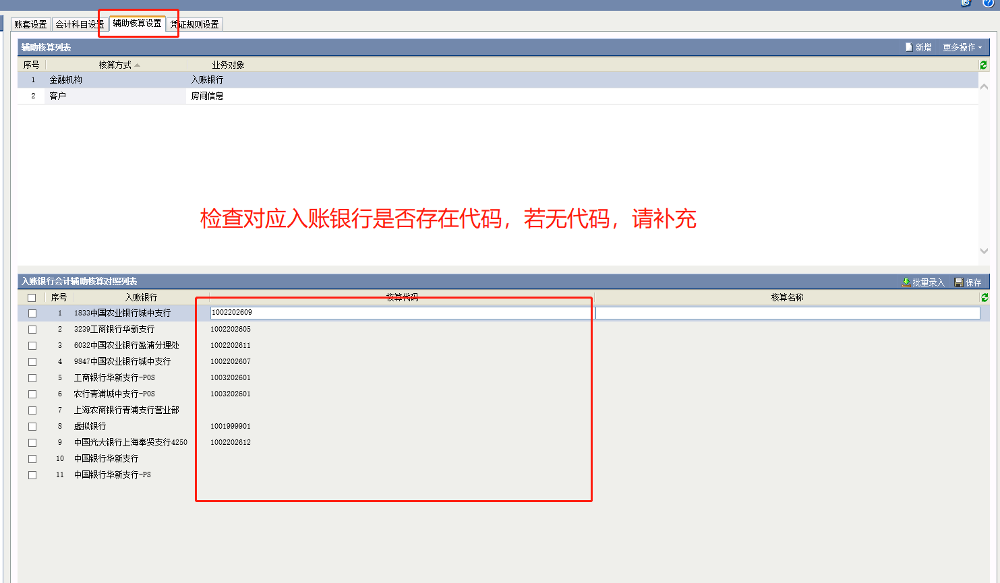 账套设置 会计科目设置 辅助核算设置 凭证规则设置
辅助核算列表 新增 更多操作
序号 核算方式 业务对象
1 金融机构 入账银行
2 客户 房间信息
检查对应入账银行是否存在代码，若无代码，请补充
入账银行会计辅助核算对照列表 批量录入 保存
序号 入账银行 核算代码 核算名称
1 1833中国农业银行城中支行 1002202609
2 3239工商银行华新支行 1002202605
3 6032中国农业银行盈浦分理处 1002202611
4 9847中国农业银行城中支行 1002202607
5 工商银行华新支行-POS 1003202601
6 农行青浦城中支行-POS 1003202601
7 上海农商银行青浦支行营业部
8 虚拟银行 1001999901
9 中国光大银行上海奉贤支行4250 1002202612
10 中国银行华新支行
11 中国银行华新支行-PS